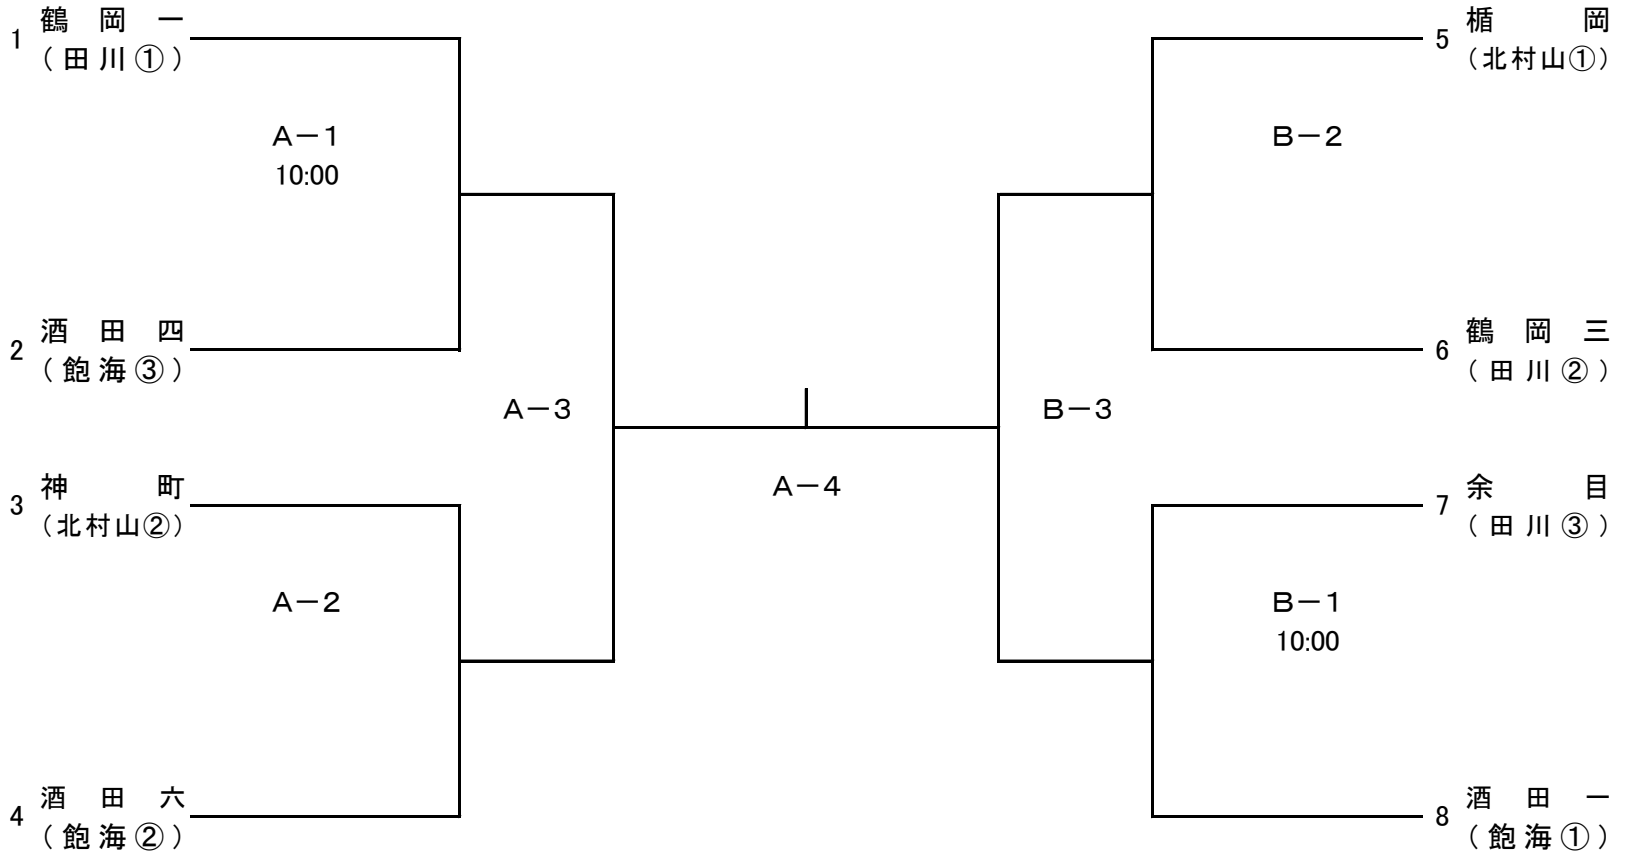 1 鶴岡一
(田川①)
A－1
10:00
2 酒田四
(飽海③)
A－3
3 神町
(北村山②)
A－2
4 酒田六
(飽海②)
A－4
5 楯岡
(北村山①)
B－2
6 鶴岡三
(田川②)
B－3
7 余目
(田川③)
B－1
10:00
8 酒田一
(飽海①)